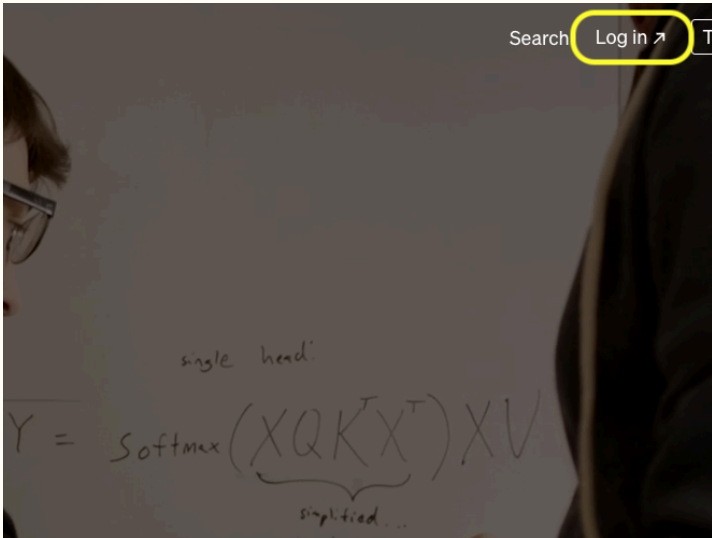 Search Log in ↗ T
single head:
Y = Softmax(XQKᵀXᵀ)XV
simplified...